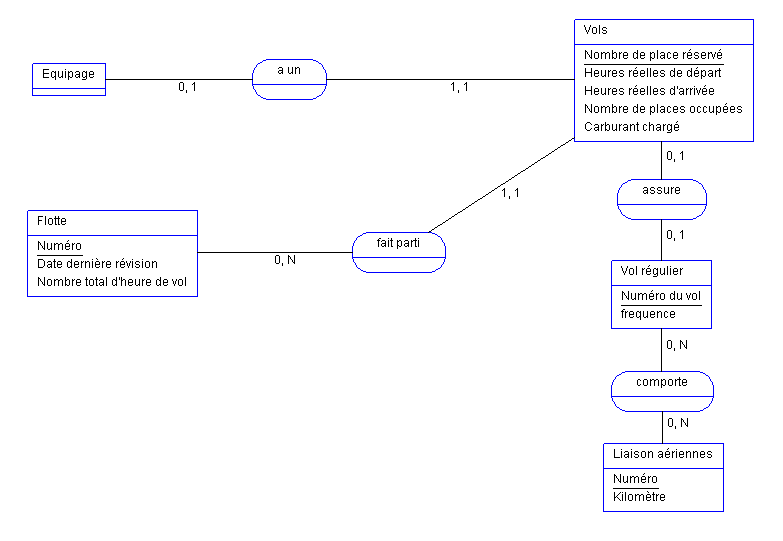 Equipage
0, 1
a un
1, 1
Vols
Nombre de place réservé
Heures réelles de départ
Heures réelles d'arrivée
Nombre de places occupées
Carburant chargé
0, 1
assure
0, 1
1, 1
Flotte
Numéro
Date dernière révision
Nombre total d'heure de vol
0, N
fait parti
Vol régulier
Numéro du vol
frequence
0, N
comporte
0, N
Liaison aériennes
Numéro
Kilomètre